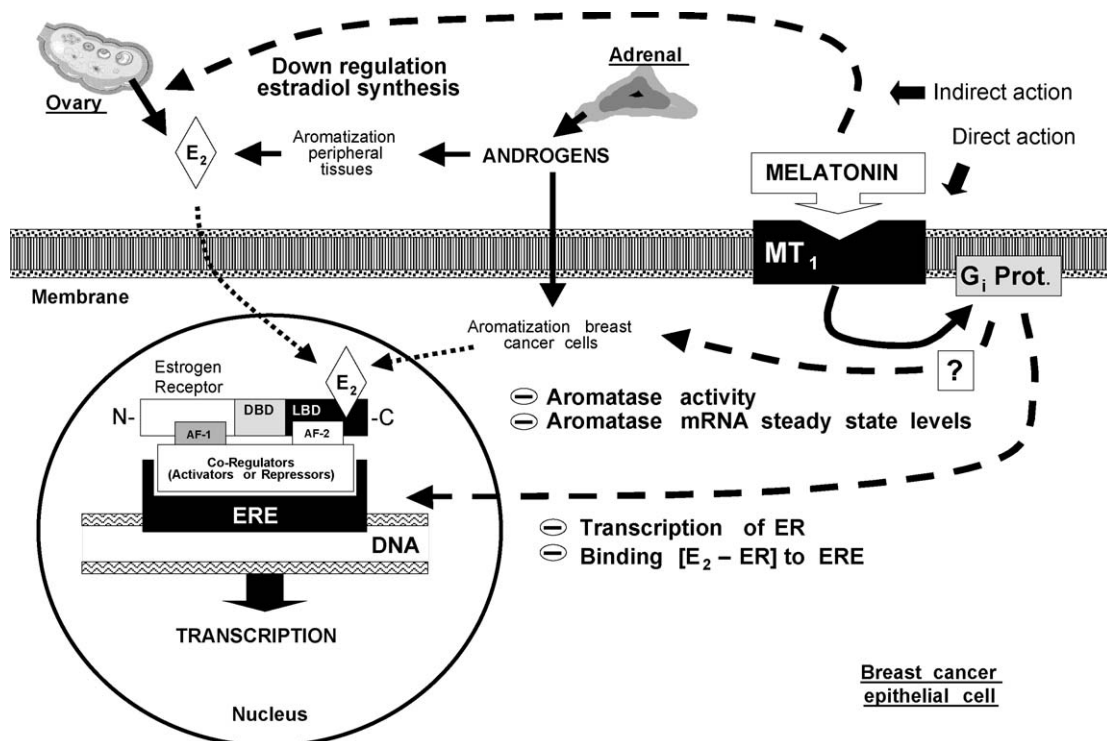 Adrenal
Down regulation
estradiol synthesis
Ovary
Indirect action
Direct action
E2
Aromatization
peripheral
tissues
ANDROGENS
MELATONIN
MT1
Gi Prot.
Membrane
Aromatization breast
cancer cells
?
Estrogen
Receptor
E2
N-
DBD
LBD
-C
AF-1
AF-2
Co-Regulators
(Activators or Repressors)
ERE
DNA
TRANSCRIPTION
Nucleus
⊖ Aromatase activity
⊖ Aromatase mRNA steady state levels
⊖ Transcription of ER
⊖ Binding [E2 – ER] to ERE
Breast cancer
epithelial cell